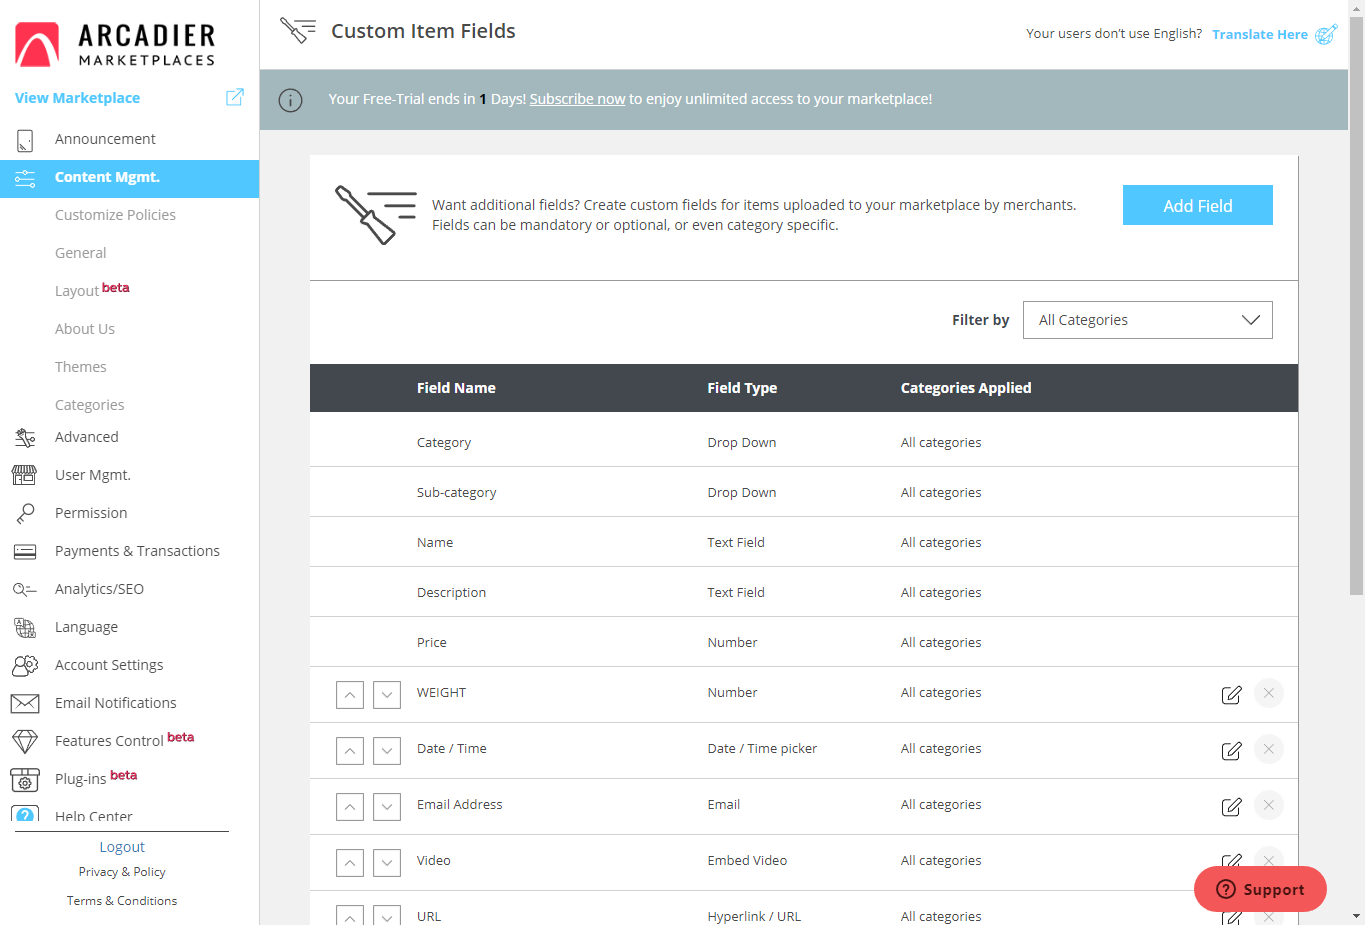 ARCADIER
MARKETPLACES
View Marketplace
Announcement
Content Mgmt.
Customize Policies
General
Layout beta
About Us
Themes
Categories
Advanced
User Mgmt.
Permission
Payments & Transactions
Analytics/SEO
Language
Account Settings
Email Notifications
Features Control beta
Plug-ins beta
Help Center
Logout
Privacy & Policy
Terms & Conditions
Custom Item Fields
Your users don't use English? Translate Here
Your Free-Trial ends in 1 Days! Subscribe now to enjoy unlimited access to your marketplace!
Want additional fields? Create custom fields for items uploaded to your marketplace by merchants.
Fields can be mandatory or optional, or even category specific.
Add Field
Filter by All Categories
Field Name Field Type Categories Applied
Category Drop Down All categories
Sub-category Drop Down All categories
Name Text Field All categories
Description Text Field All categories
Price Number All categories
WEIGHT Number All categories
Date / Time Date / Time picker All categories
Email Address Email All categories
Video Embed Video All categories
URL Hyperlink / URL All categories
Support